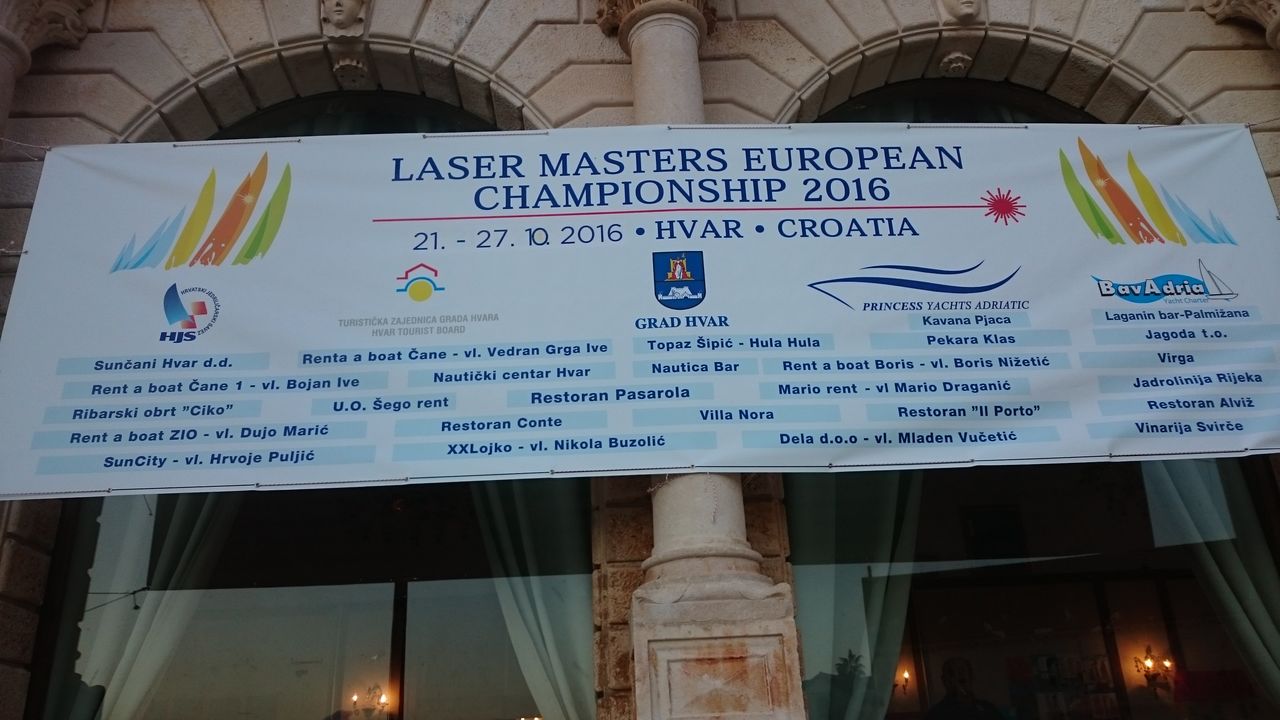 LASER MASTERS EUROPEAN
CHAMPIONSHIP 2016
21. - 27. 10. 2016 • HVAR • CROATIA
HRVATSKI JEDRILIČARSKI SAVEZ
HJS
TURISTIČKA ZAJEDNICA GRADA HVARA
HVAR TOURIST BOARD
GRAD HVAR
PRINCESS YACHTS ADRIATIC
BavAdria
Yacht Charter
Sunčani Hvar d.d.
Rent a boat Čane 1 - vl. Bojan Ive
Ribarski obrt "Ciko"
Rent a boat ZIO - vl. Dujo Marić
SunCity - vl. Hrvoje Puljić
Renta a boat Čane - vl. Vedran Grga Ive
Nautički centar Hvar
U.O. Šego rent
Restoran Pasarola
Restoran Conte
XXLojko - vl. Nikola Buzolić
Topaz Šipić - Hula Hula
Nautica Bar
Villa Nora
Kavana Pjaca
Pekara Klas
Rent a boat Boris - vl. Boris Nižetić
Mario rent - vl Mario Draganić
Restoran "Il Porto"
Dela d.o.o - vl. Mladen Vučetić
Laganin bar-Palmižana
Jagoda t.o.
Virga
Jadrolinija Rijeka
Restoran Alviž
Vinarija Svirče